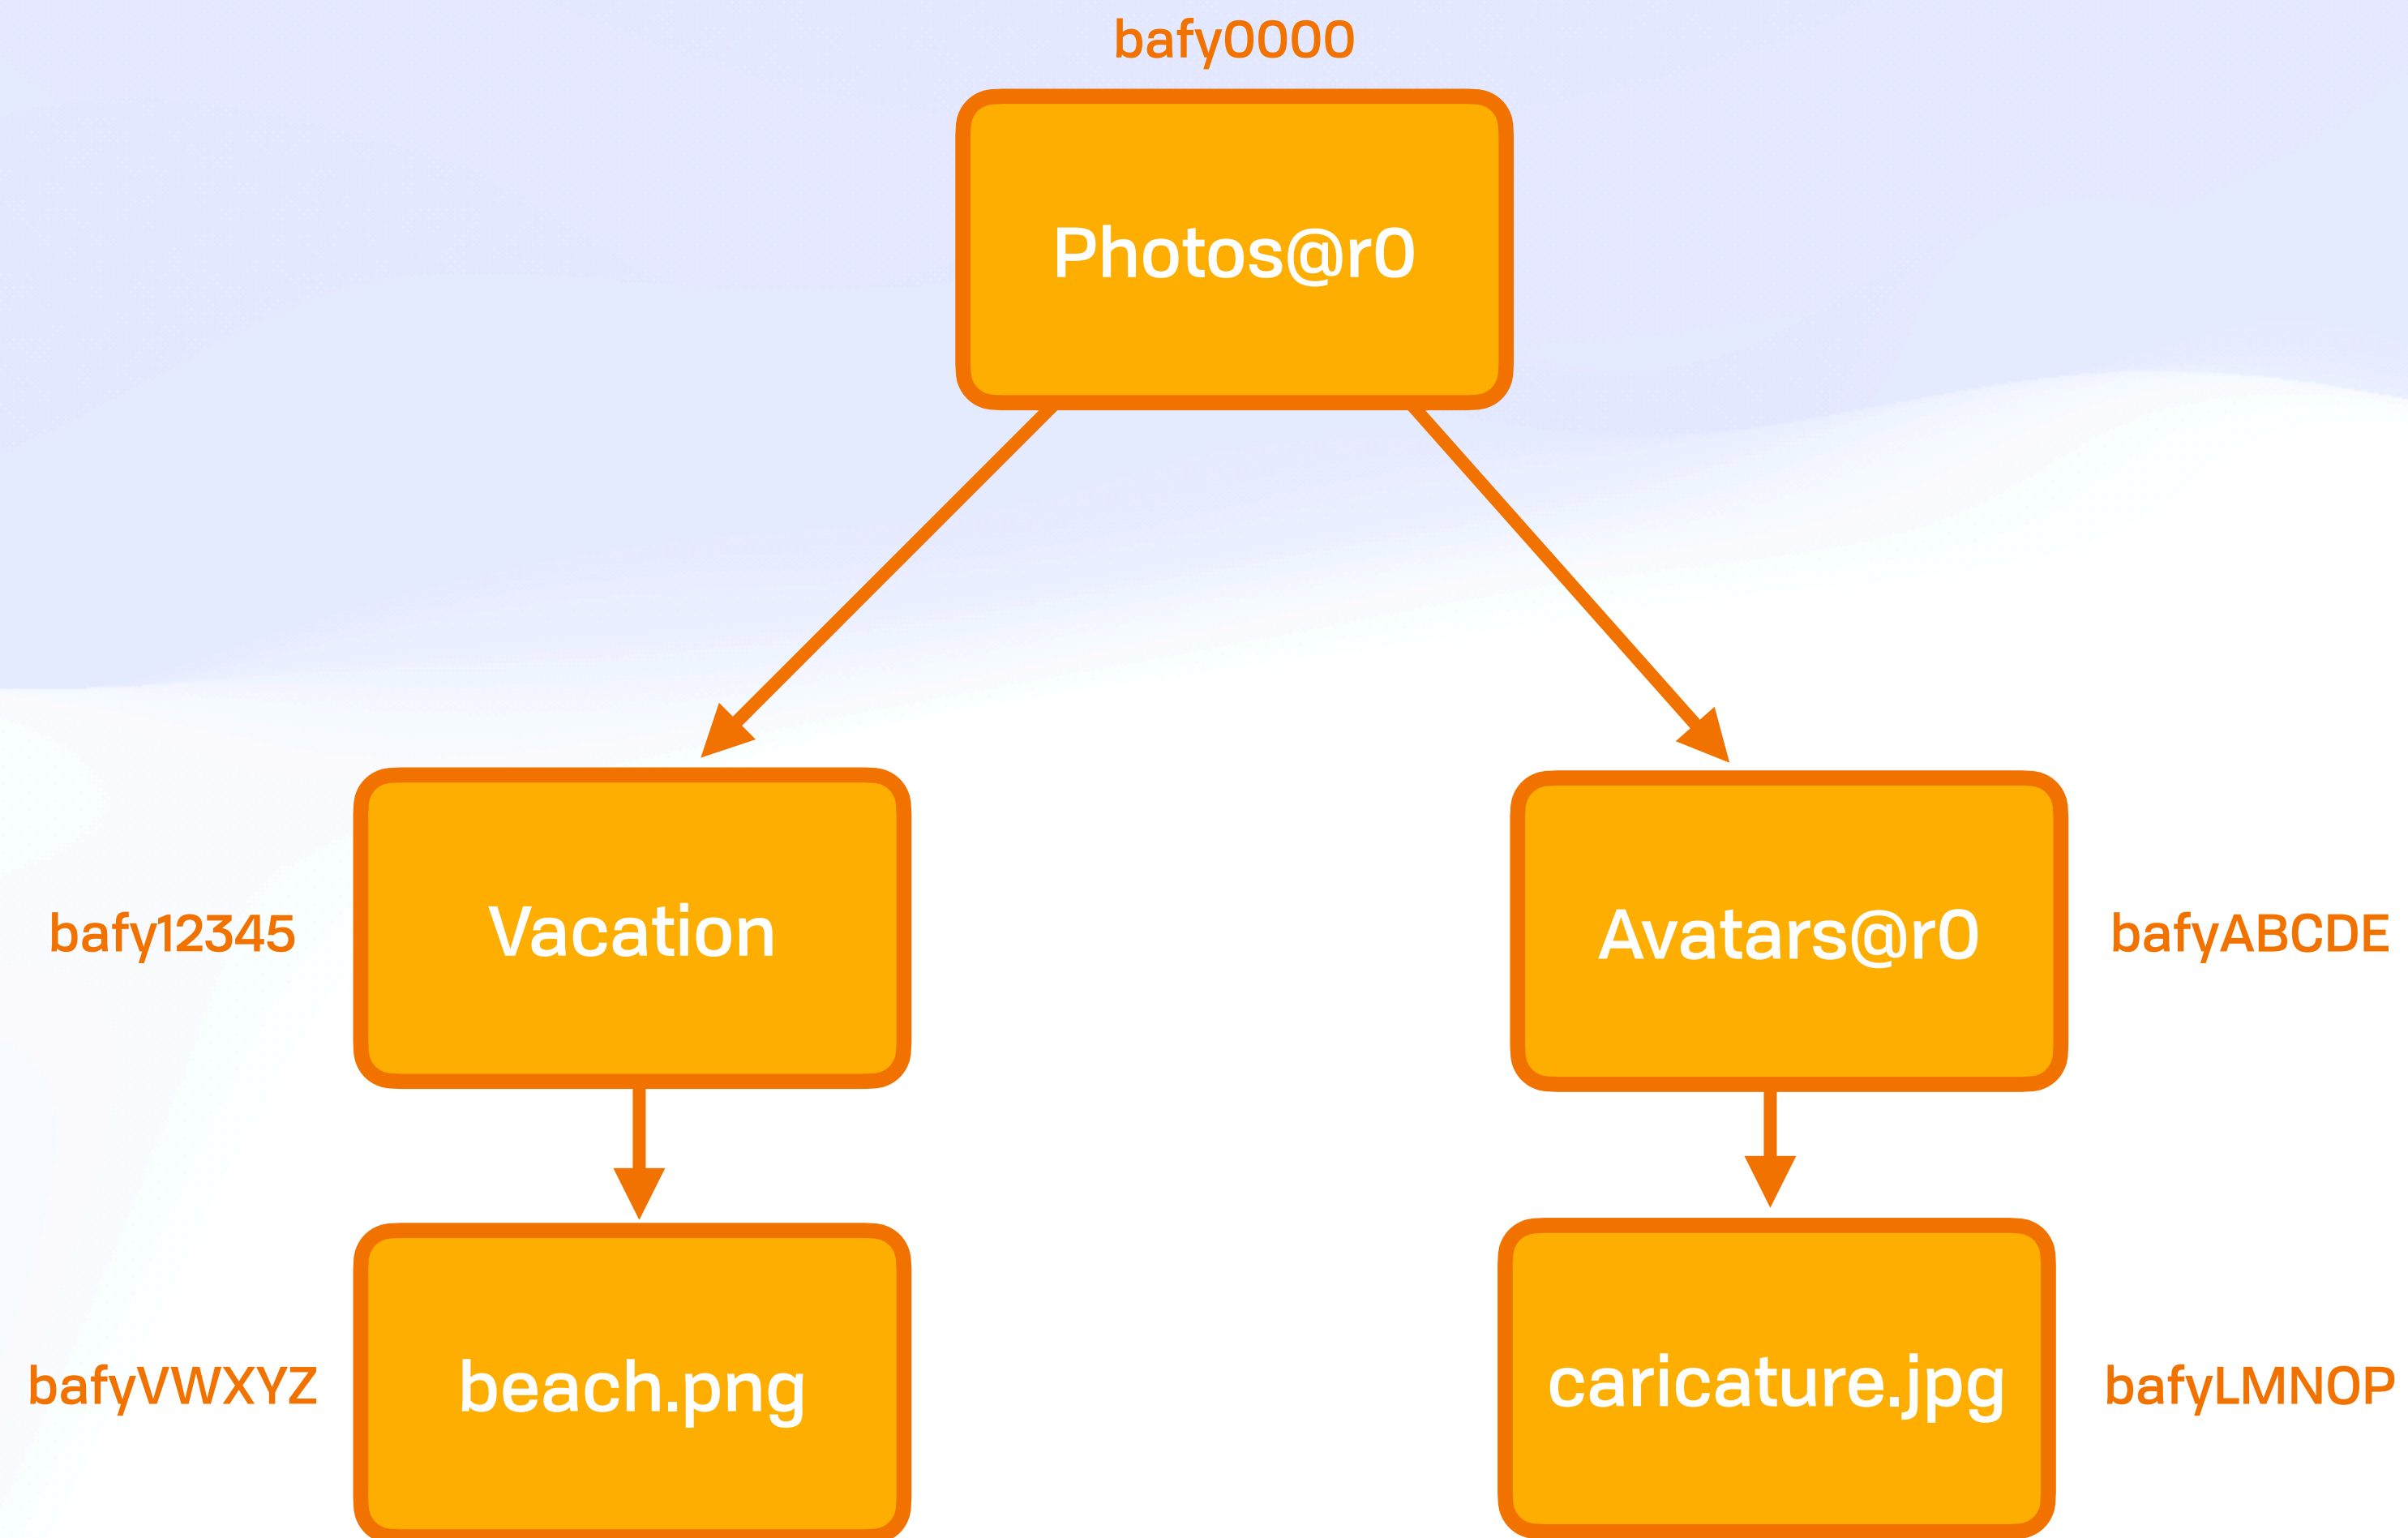 bafy0000
Photos@r0
bafy12345
Vacation
Avatars@r0
bafyABCDE
bafyVWXYZ
beach.png
caricature.jpg
bafyLMNOP